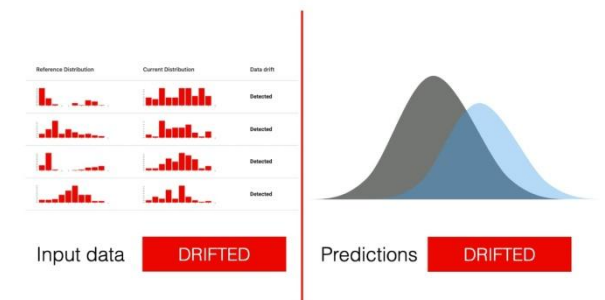 Reference Distribution Current Distribution Data drift
Detected
Detected
Detected
Detected
Input data DRIFTED
Predictions DRIFTED